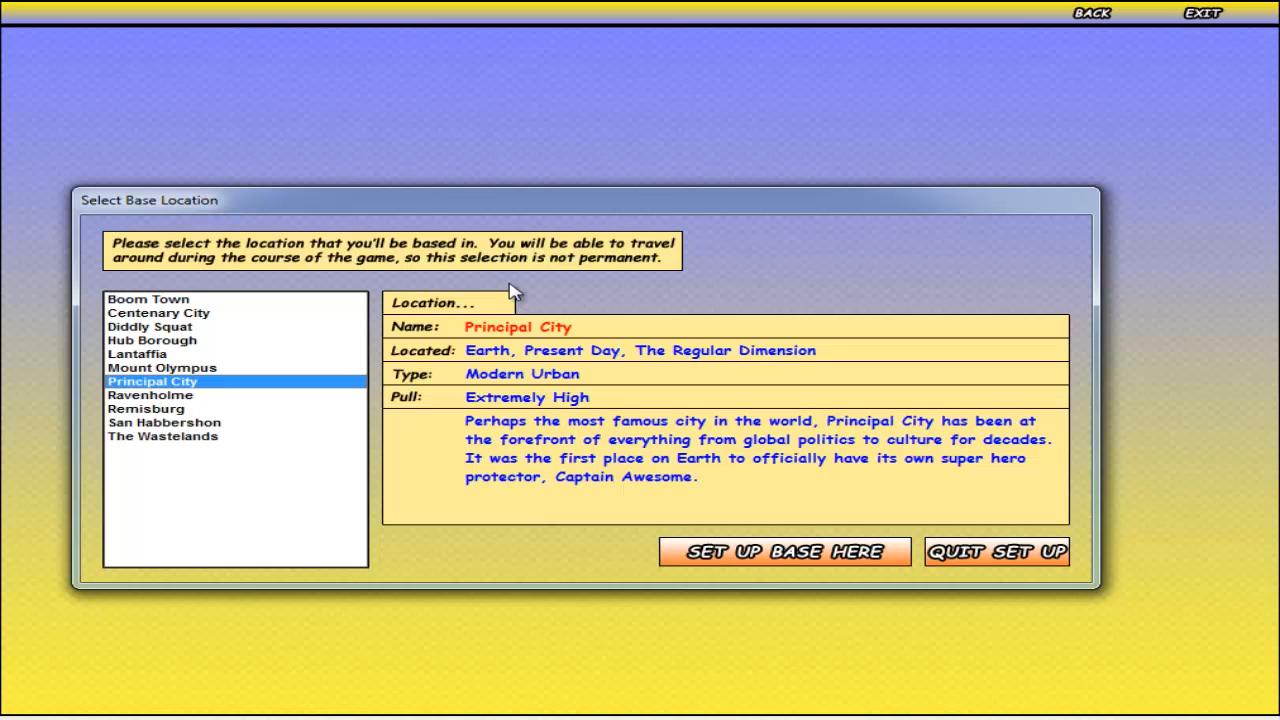 BACK EXIT
Select Base Location
Please select the location that you'll be based in. You will be able to travel
around during the course of the game, so this selection is not permanent.
Boom Town
Centenary City
Diddly Squat
Hub Borough
Lantaffia
Mount Olympus
Principal City
Ravenholme
Remisburg
San Habbershon
The Wastelands
Location...
Name: Principal City
Located: Earth, Present Day, The Regular Dimension
Type: Modern Urban
Pull: Extremely High
Perhaps the most famous city in the world, Principal City has been at
the forefront of everything from global politics to culture for decades.
It was the first place on Earth to officially have its own super hero
protector, Captain Awesome.
SET UP BASE HERE QUIT SET UP